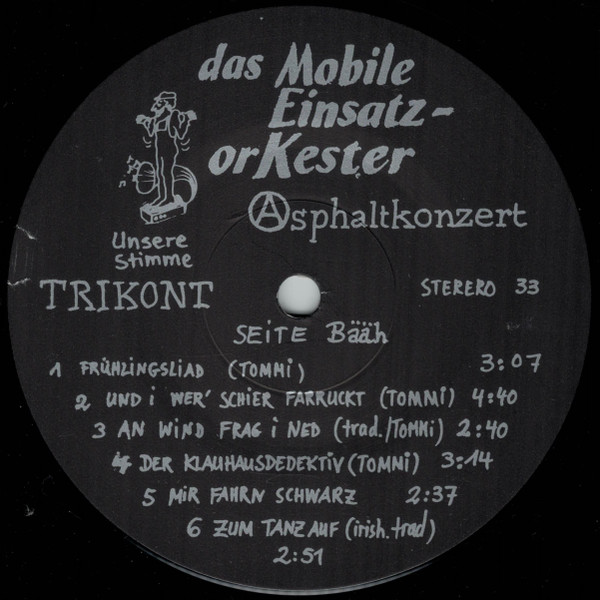 das Mobile
Einsatz-
orKester
Asphaltkonzert
Unsere
Stimme
TRIKONT
STERERO 33
SEITE Bääh
1 FRÜHLINGSLIAD (TOMMi) 3:07
2 UND i WER' SCHIER FARRUCKT (TOMMi) 4:40
3 AN WIND FRAG i NED (trad./TOMMi) 2:40
4 DER KLAUHAUSDEDEKTIV (TOMMi) 3:14
5 MiR FAHRN SCHWARZ 2:37
6 ZUM TANZ AUF (irish. trad)
2:51